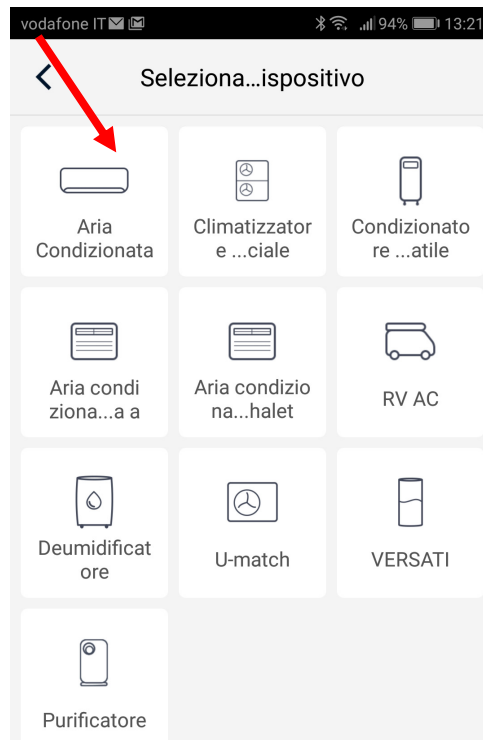 vodafone IT 94% 13:21
Seleziona...ispositivo
Aria
Condizionata
Climatizzator
e ...ciale
Condizionato
re ...atile
Aria condi
ziona...a a
Aria condizio
na...halet
RV AC
Deumidificat
ore
U-match
VERSATI
Purificatore